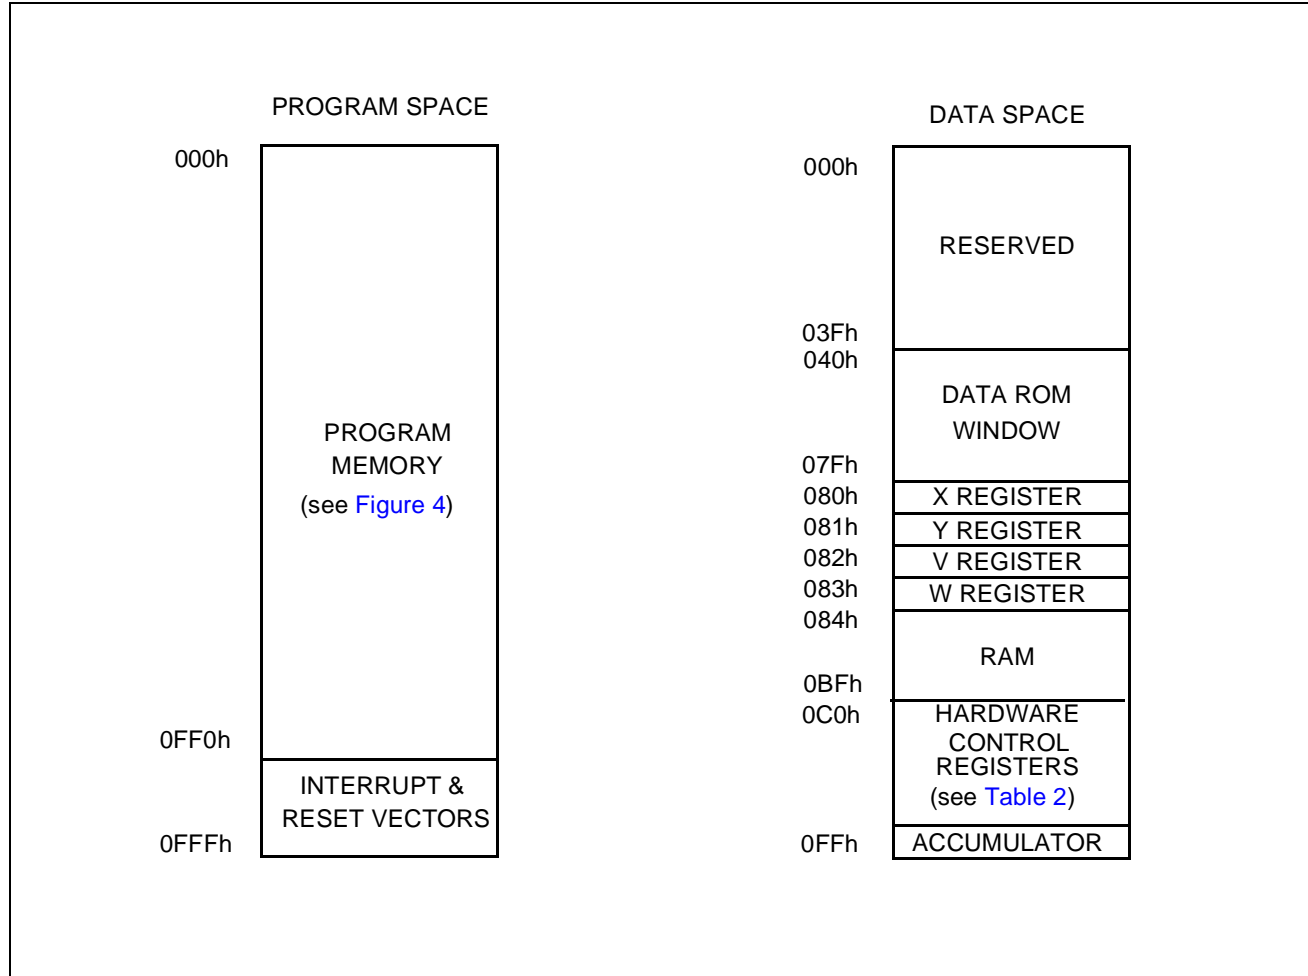 PROGRAM SPACE
000h
PROGRAM
MEMORY
(see Figure 4)
0FF0h
INTERRUPT &
RESET VECTORS
0FFFh
DATA SPACE
000h
RESERVED
03Fh
040h
DATA ROM
WINDOW
07Fh
080h
X REGISTER
081h
Y REGISTER
082h
V REGISTER
083h
W REGISTER
084h
RAM
0BFh
0C0h
HARDWARE
CONTROL
REGISTERS
(see Table 2)
0FFh
ACCUMULATOR